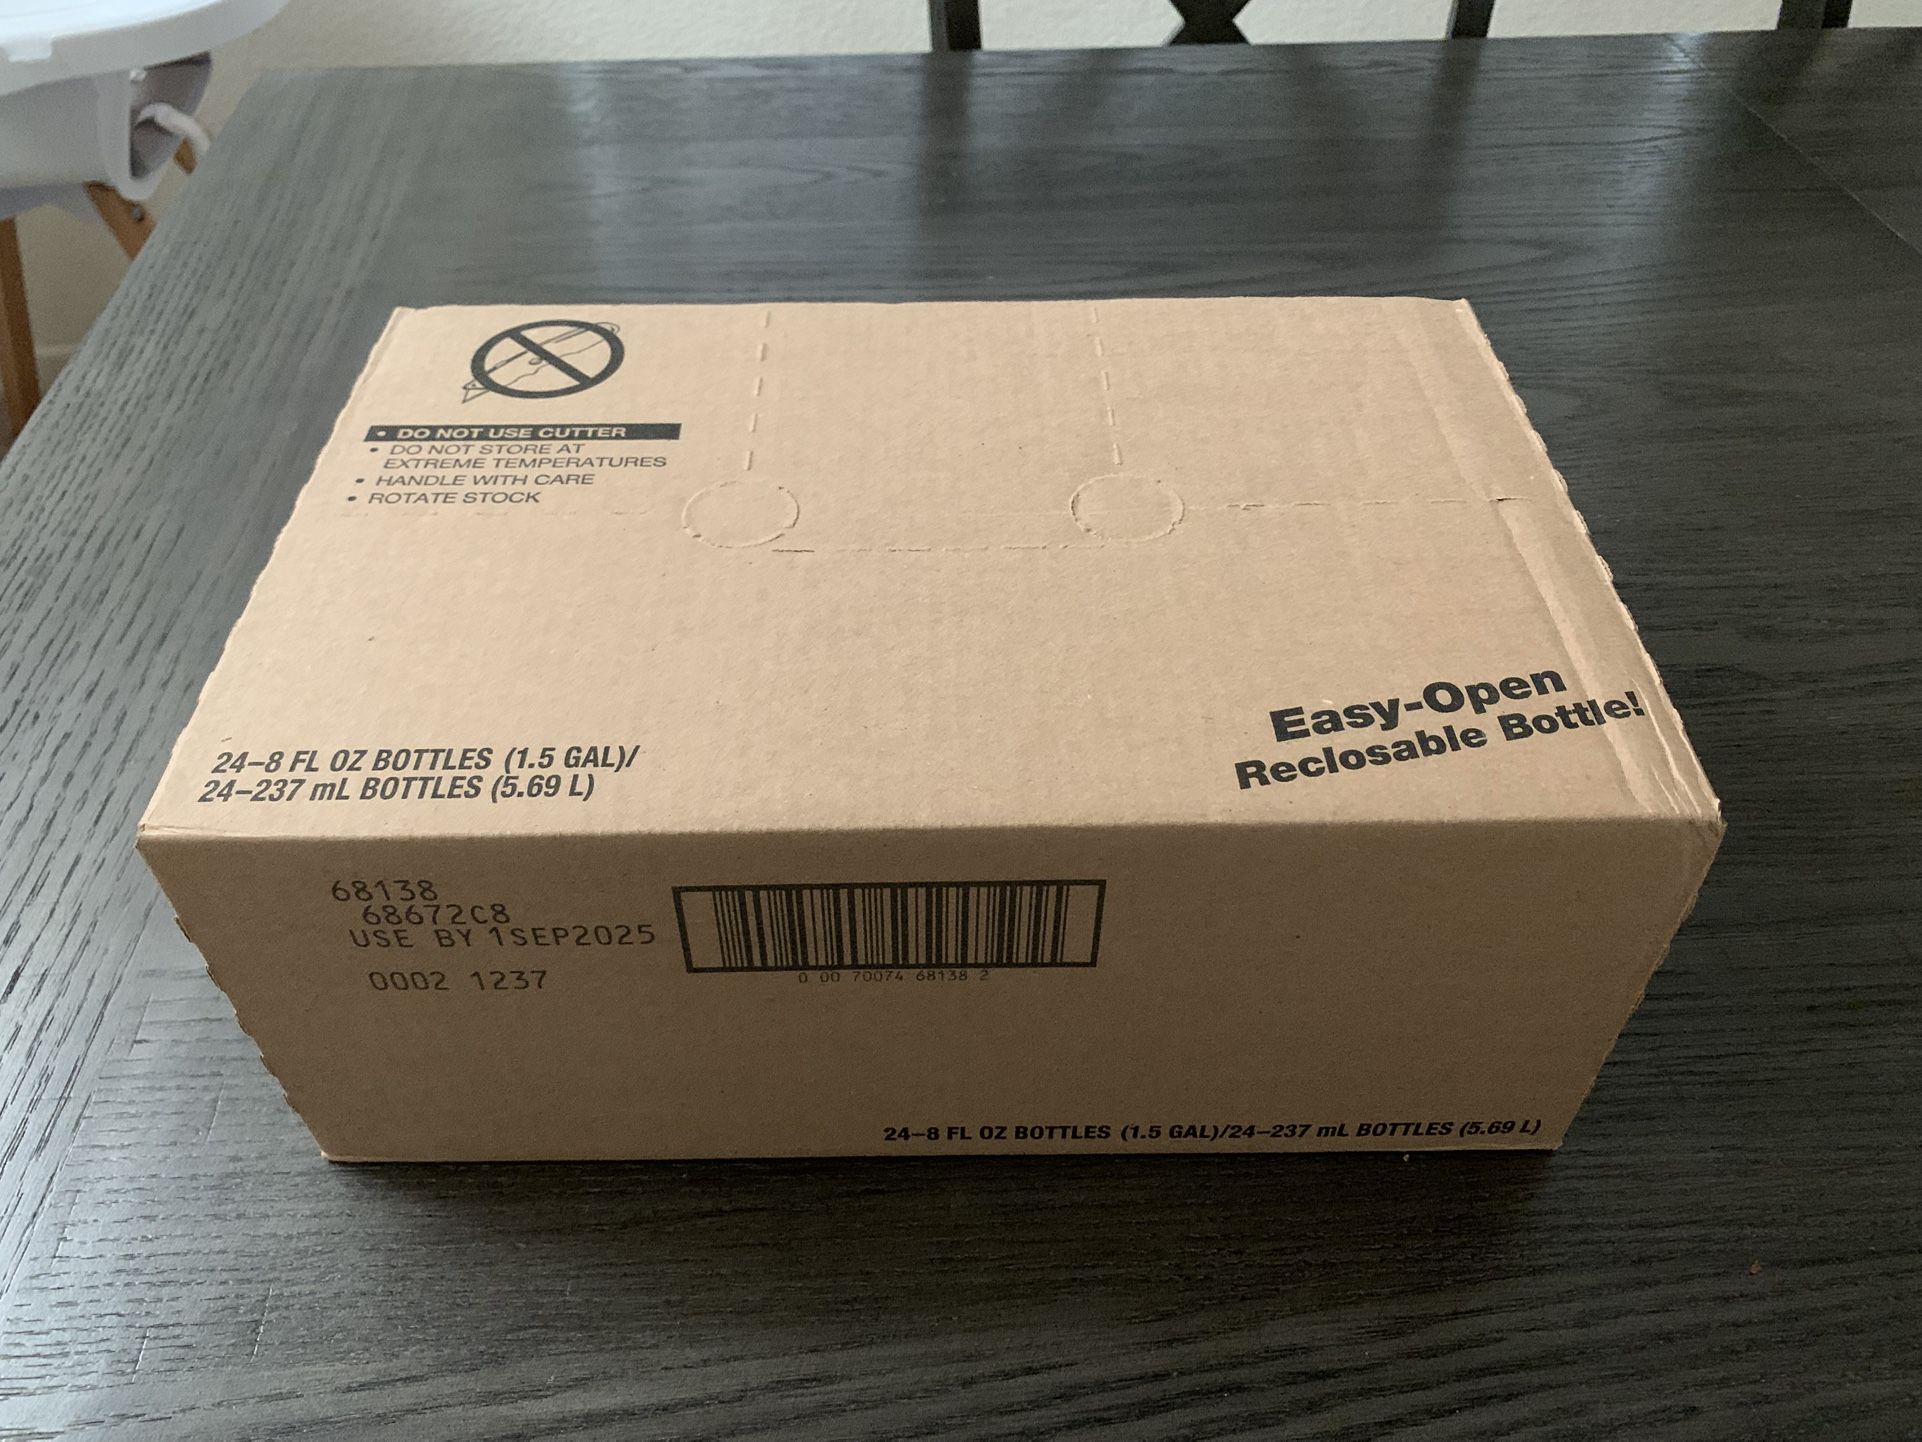 • DO NOT USE CUTTER
• DO NOT STORE AT
EXTREME TEMPERATURES
• HANDLE WITH CARE
• ROTATE STOCK
Easy-Open
Reclosable Bottle!
24–8 FL OZ BOTTLES (1.5 GAL)/
24–237 mL BOTTLES (5.69 L)
68138
68672C8
USE BY 1SEP2025
0002 1237
0 00 70074 68138 2
24–8 FL OZ BOTTLES (1.5 GAL)/24–237 mL BOTTLES (5.69 L)